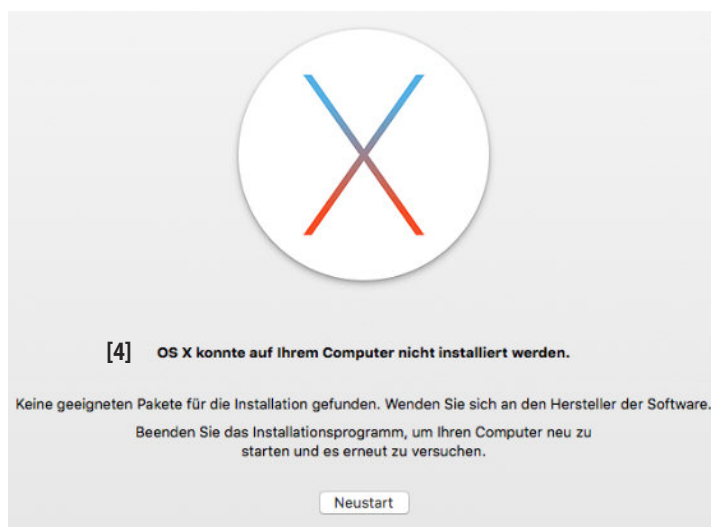 [4] OS X konnte auf Ihrem Computer nicht installiert werden.
Keine geeigneten Pakete für die Installation gefunden. Wenden Sie sich an den Hersteller der Software.
Beenden Sie das Installationsprogramm, um Ihren Computer neu zu
starten und es erneut zu versuchen.
Neustart